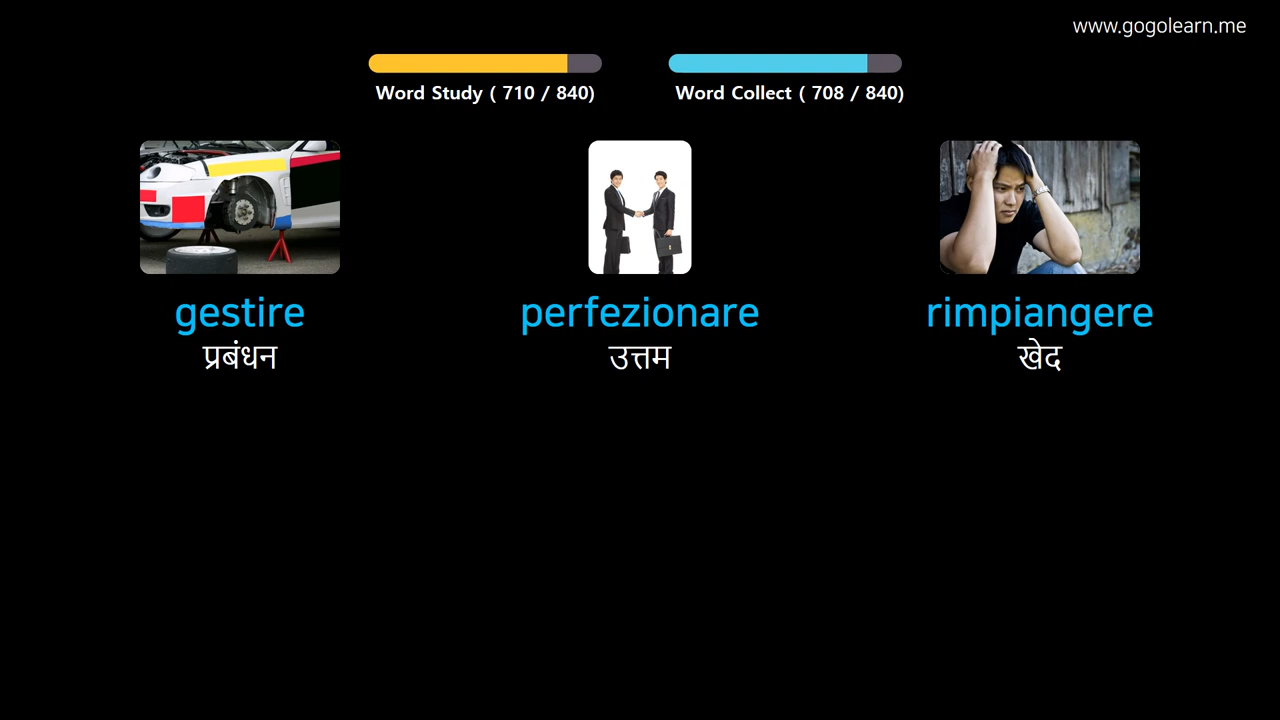 www.gogolearn.me
Word Study ( 710 / 840)
Word Collect ( 708 / 840)
gestire
perfezionare
rimpiangere
प्रबंधन
उत्तम
खेद